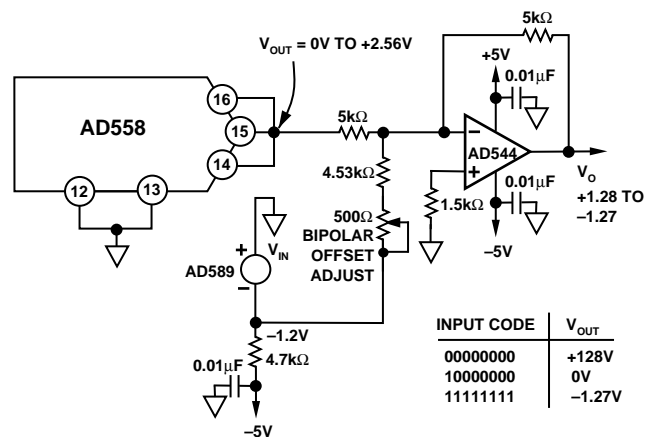 5kΩ
V_OUT = 0V TO +2.56V
+5V
0.01µF
16
AD558
15
5kΩ
−
14
AD544
4.53kΩ
12
13
+
0.01µF
V_O
+1.28 TO
−1.27
1.5kΩ
500Ω
BIPOLAR
OFFSET
ADJUST
−5V
+
V_IN
AD589
−
−1.2V
4.7kΩ
0.01µF
−5V
INPUT CODE V_OUT
00000000 +128V
10000000 0V
11111111 −1.27V